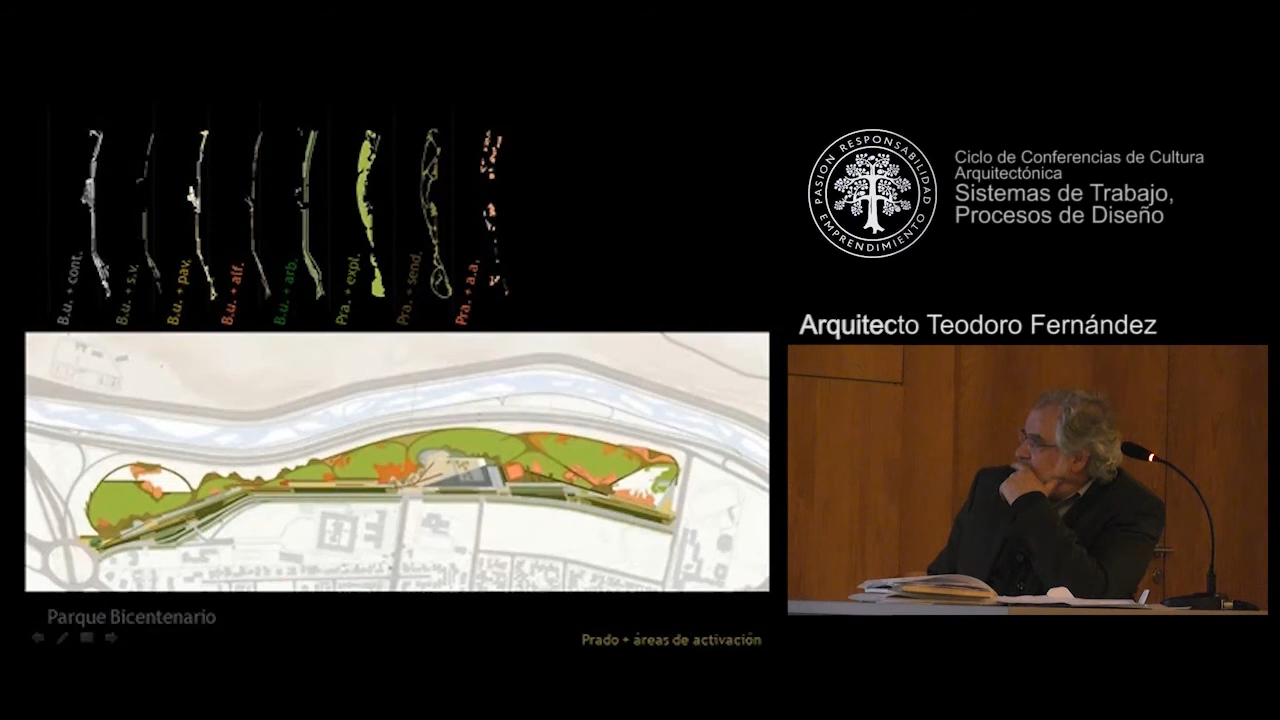 B.u. + cont.
B.u. + s.v.
B.u. + pav.
B.u. + alf.
B.u. + arb.
Pra. + expl.
Pra. + send.
Pra. + a.a.
Parque Bicentenario
Prado + áreas de activación
PASION RESPONSABILIDAD EMPRENDIMIENTO
Ciclo de Conferencias de Cultura
Arquitectónica
Sistemas de Trabajo,
Procesos de Diseño
Arquitecto Teodoro Fernández